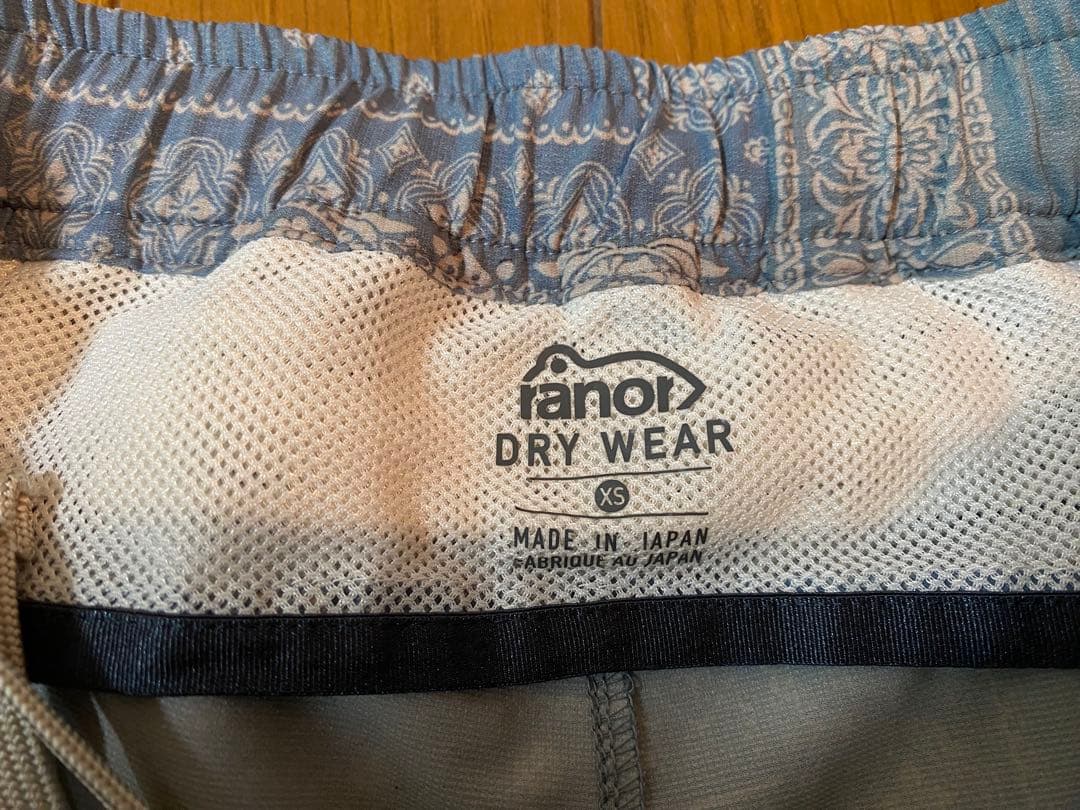 ranor
DRY WEAR
XS
MADE IN JAPAN
FABRIQUE AU JAPAN